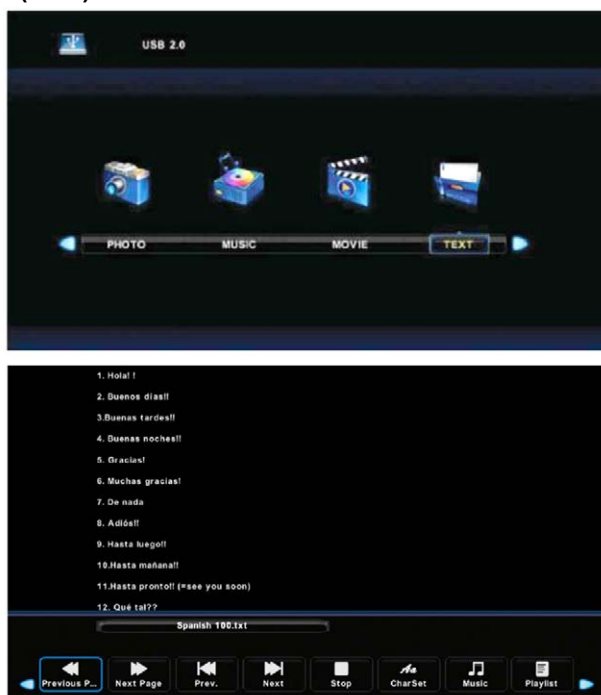 USB 2.0
PHOTO MUSIC MOVIE TEXT
1. Hola! !
2. Buenos dias!!
3.Buenas tardes!!
4. Buenas noches!!
5. Gracias!
6. Muchas gracias!
7. De nada
8. Adiós!!
9. Hasta luego!!
10.Hasta mañana!!
11.Hasta pronto!! (=see you soon)
12. Qué tal??
Spanish 100.txt
Previous P... Next Page Prev. Next Stop CharSet Music Playlist